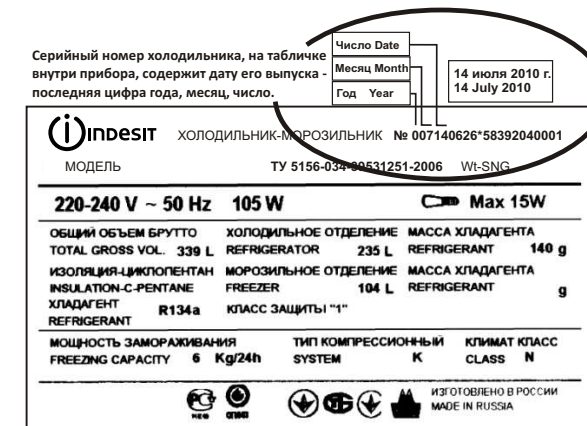 Серийный номер холодильника, на табличке
внутри прибора, содержит дату его выпуска -
последняя цифра года, месяц, число.
Число Date
Месяц Month
Год Year
14 июля 2010 г.
14 July 2010
indesit ХОЛОДИЛЬНИК-МОРОЗИЛЬНИК № 007140626*58392040001
МОДЕЛЬ ТУ 5156-034-39531251-2006 Wt-SNG
220-240 V ~ 50 Hz 105 W Max 15W
ОБЩИЙ ОБЪЕМ БРУТТО ХОЛОДИЛЬНОЕ ОТДЕЛЕНИЕ МАССА ХЛАДАГЕНТА
TOTAL GROSS VOL. 339 L REFRIGERATOR 235 L REFRIGERANT 140 g
ИЗОЛЯЦИЯ-ЦИКЛОПЕНТАН МОРОЗИЛЬНОЕ ОТДЕЛЕНИЕ МАССА ХЛАДАГЕНТА
INSULATION-C-PENTANE FREEZER 104 L REFRIGERANT g
ХЛАДАГЕНТ R134a КЛАСС ЗАЩИТЫ "1"
REFRIGERANT
МОЩНОСТЬ ЗАМОРАЖИВАНИЯ ТИП КОМПРЕССИОННЫЙ КЛИМАТ КЛАСС
FREEZING CAPACITY 6 Kg/24h SYSTEM K CLASS N
ИЗГОТОВЛЕНО В РОССИИ
MADE IN RUSSIA